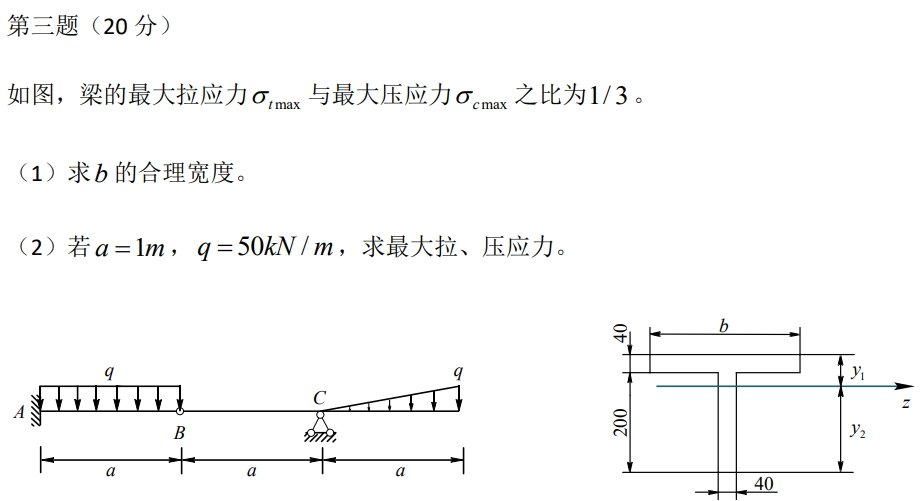 第三题（20 分）
如图，梁的最大拉应力σtmax 与最大压应力σcmax 之比为1/3 。
（1）求b 的合理宽度。
（2）若a=1m，q=50kN/m，求最大拉、压应力。
q
A
B
C
q
a
a
a
40
b
y1
z
200
y2
40